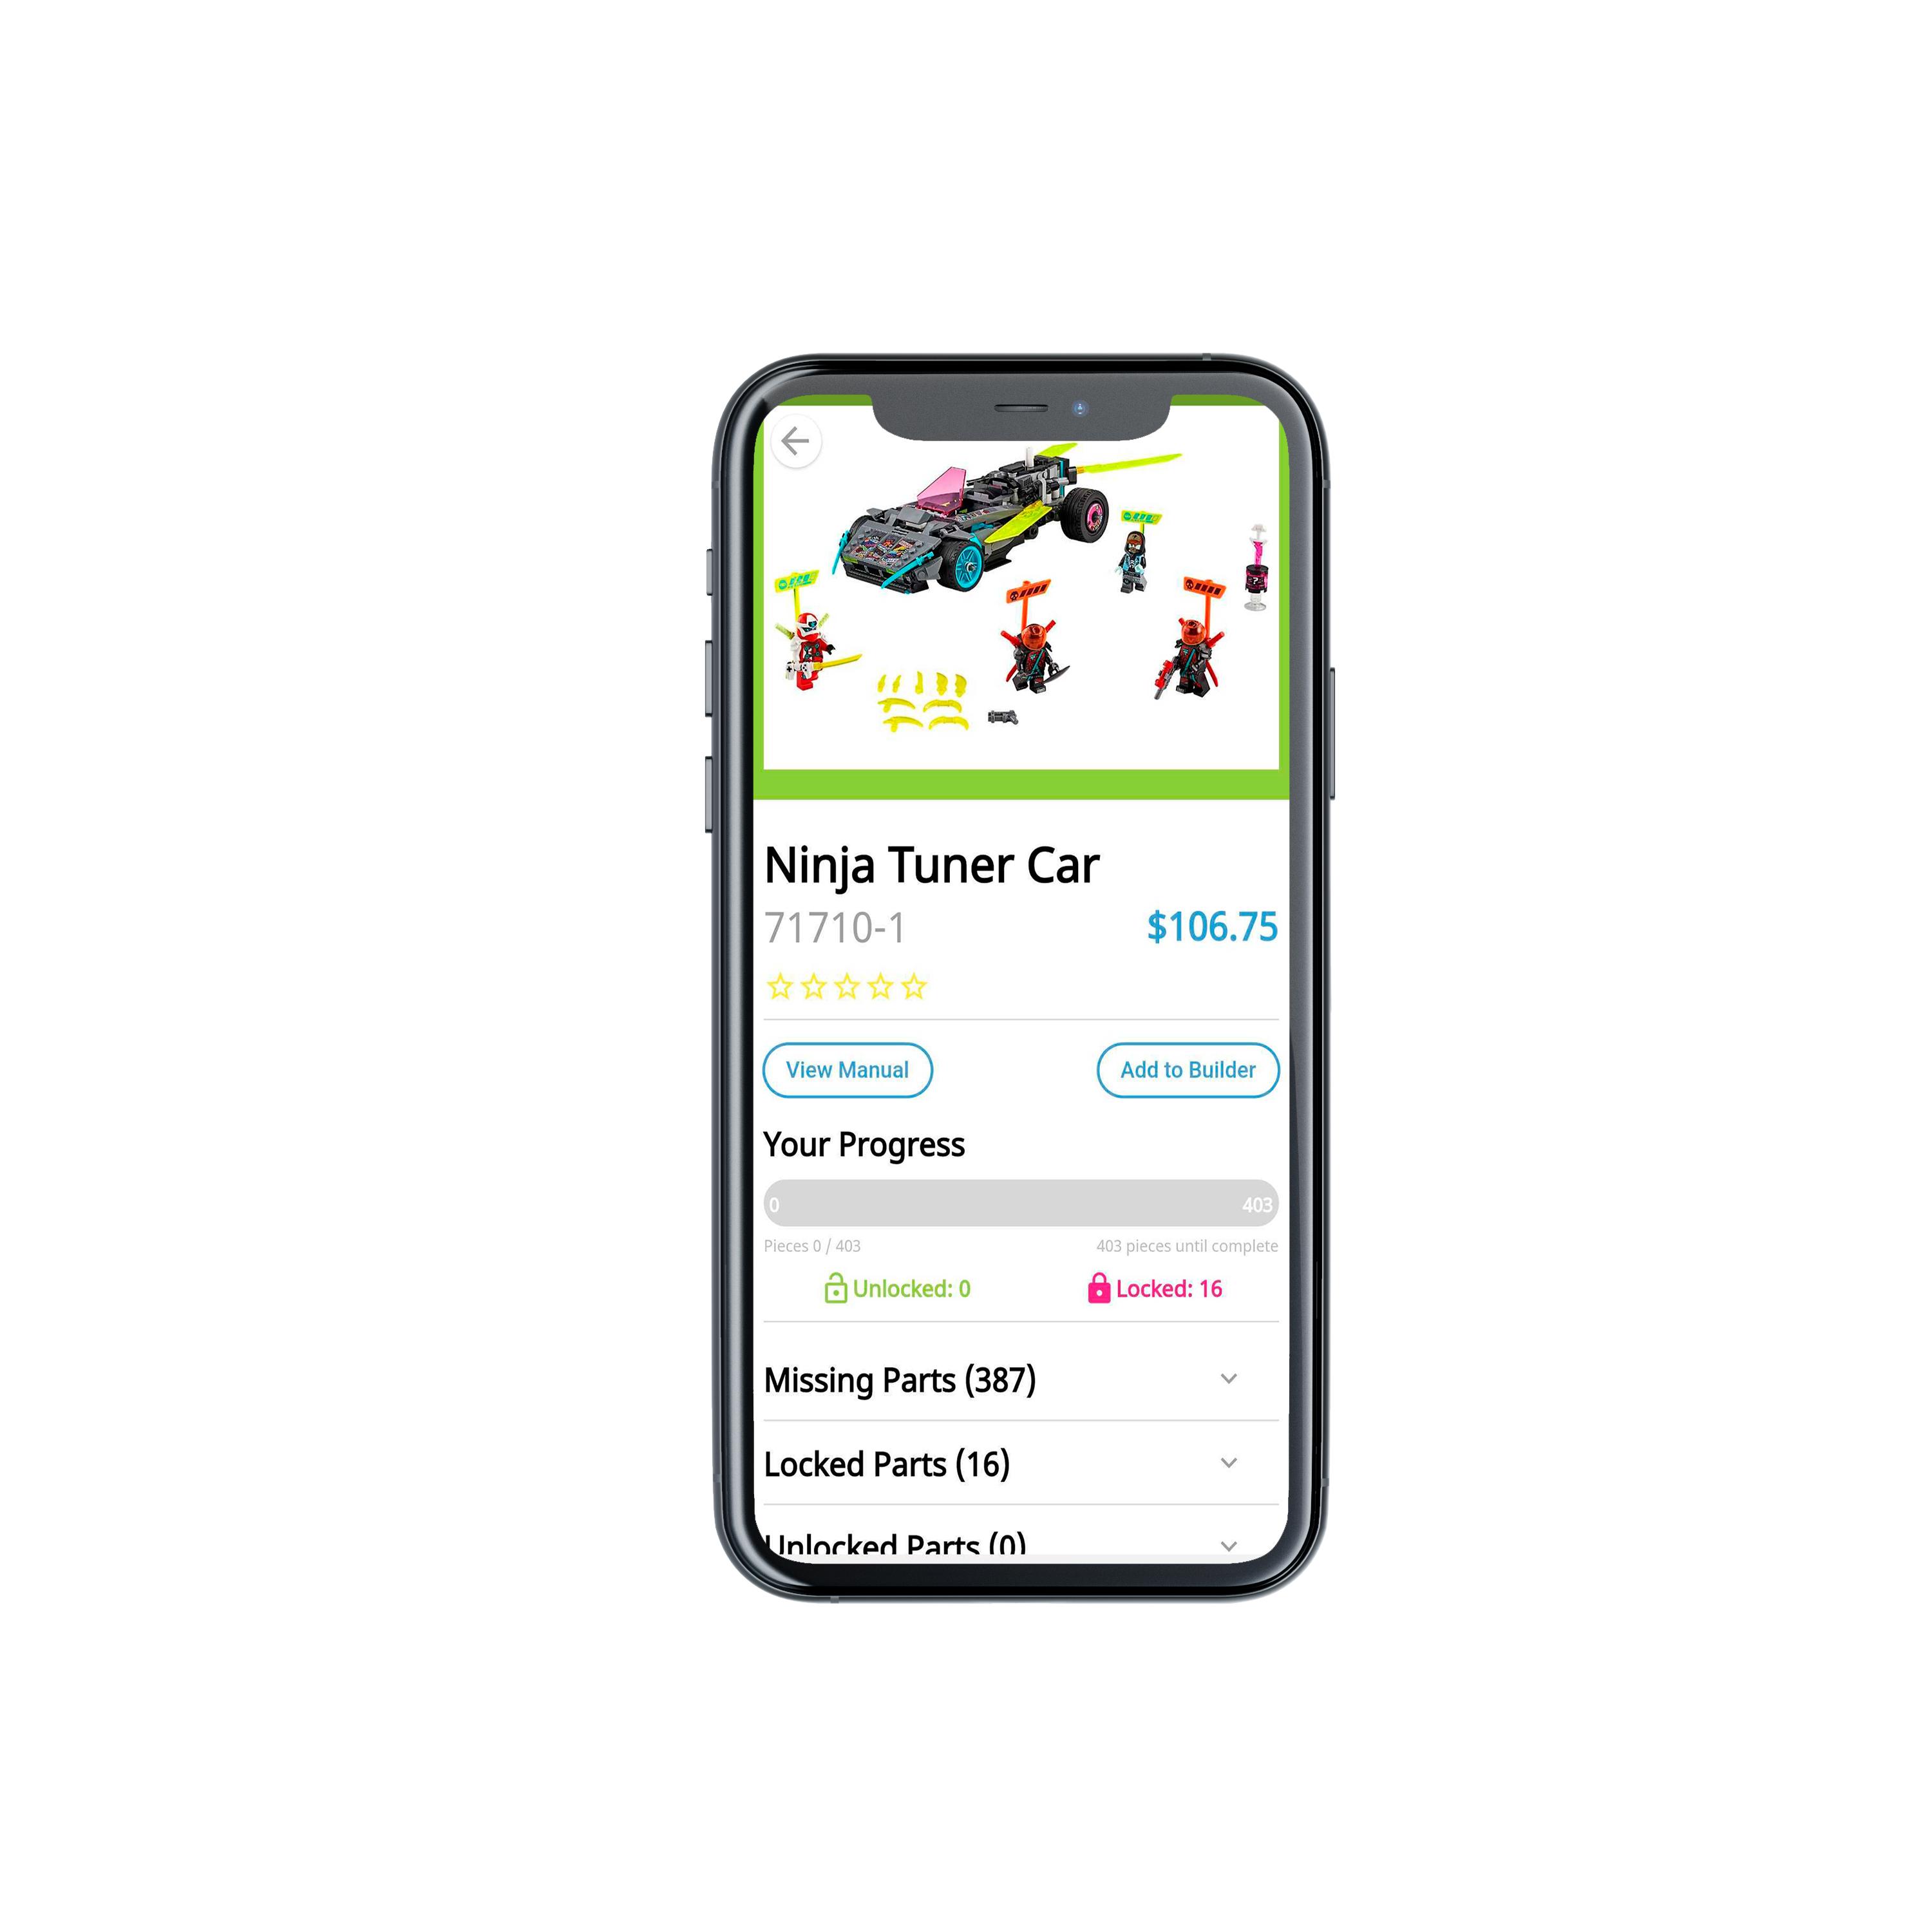 Ninja Tuner Car
71710-1
$106.75
View Manual
Add to Builder
Your Progress
0
403
Pieces 0 / 403
403 pieces until complete
Unlocked: 0
Locked: 16
Missing Parts (387)
Locked Parts (16)
Unlocked Parts (0)